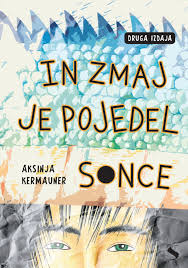 DRUGA IZDAJA
IN ZMAJ
JE POJEDEL
SONCE
AKSINJA
KERMAUNER